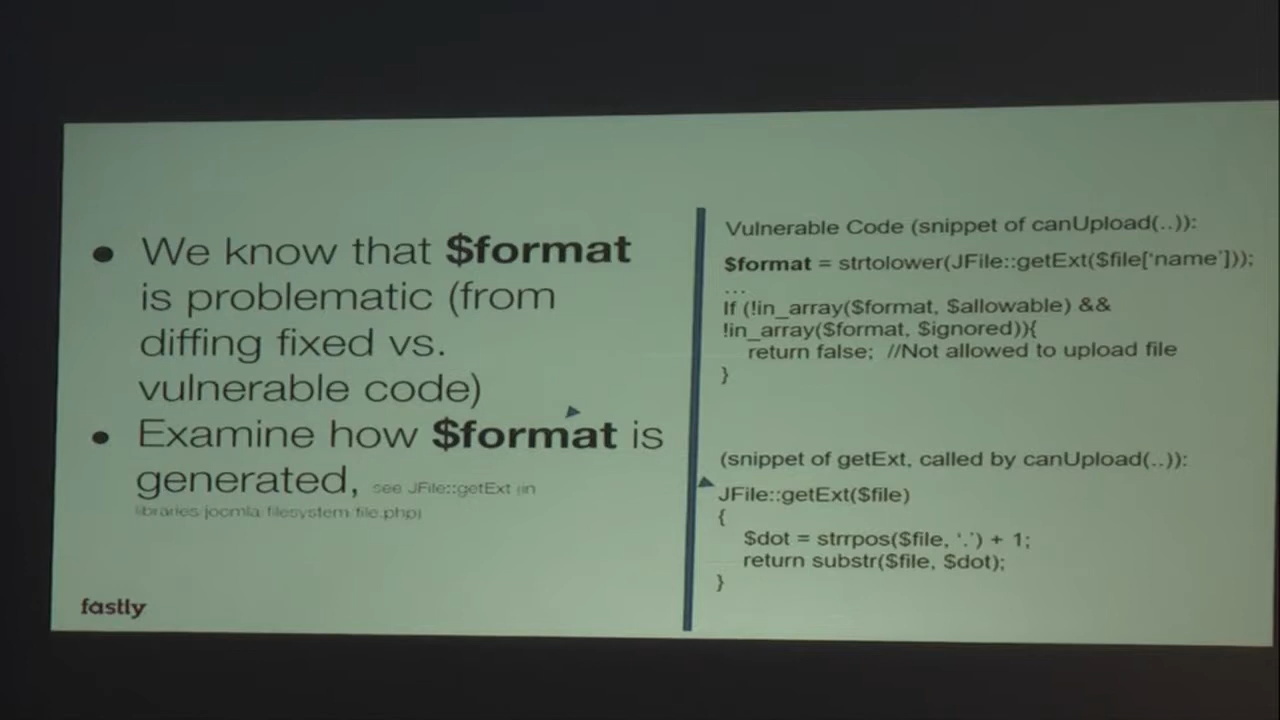 We know that $format
is problematic (from
diffing fixed vs.
vulnerable code)
Examine how $format is
generated, see JFile::getExt (in
libraries/joomla/filesystem/file.php)
fastly
Vulnerable Code (snippet of canUpload(..)):
$format = strtolower(JFile::getExt($file['name']));
...
If (!in_array($format, $allowable) &&
!in_array($format, $ignored)){
return false; //Not allowed to upload file
}
(snippet of getExt, called by canUpload(..)):
JFile::getExt($file)
{
$dot = strrpos($file, '.') + 1;
return substr($file, $dot);
}